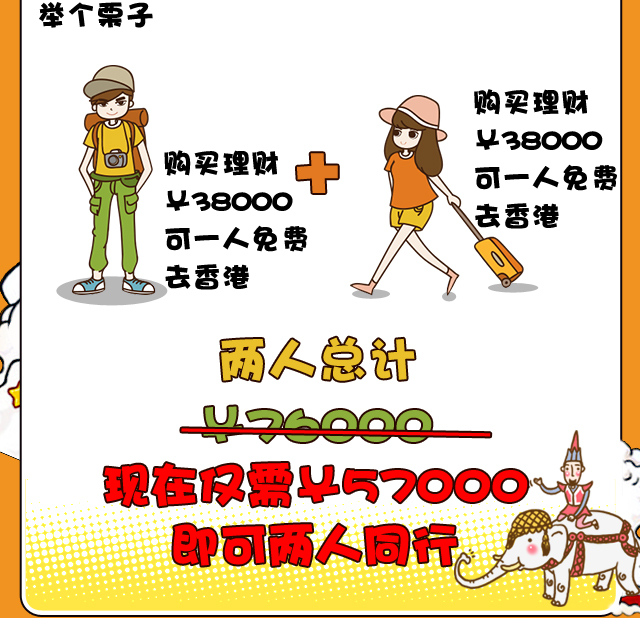 举个栗子
购买理财
¥38000
可一人免费
去香港
购买理财
¥38000
可一人免费
去香港
两人总计
¥76000
现在仅需¥57000
即可两人同行